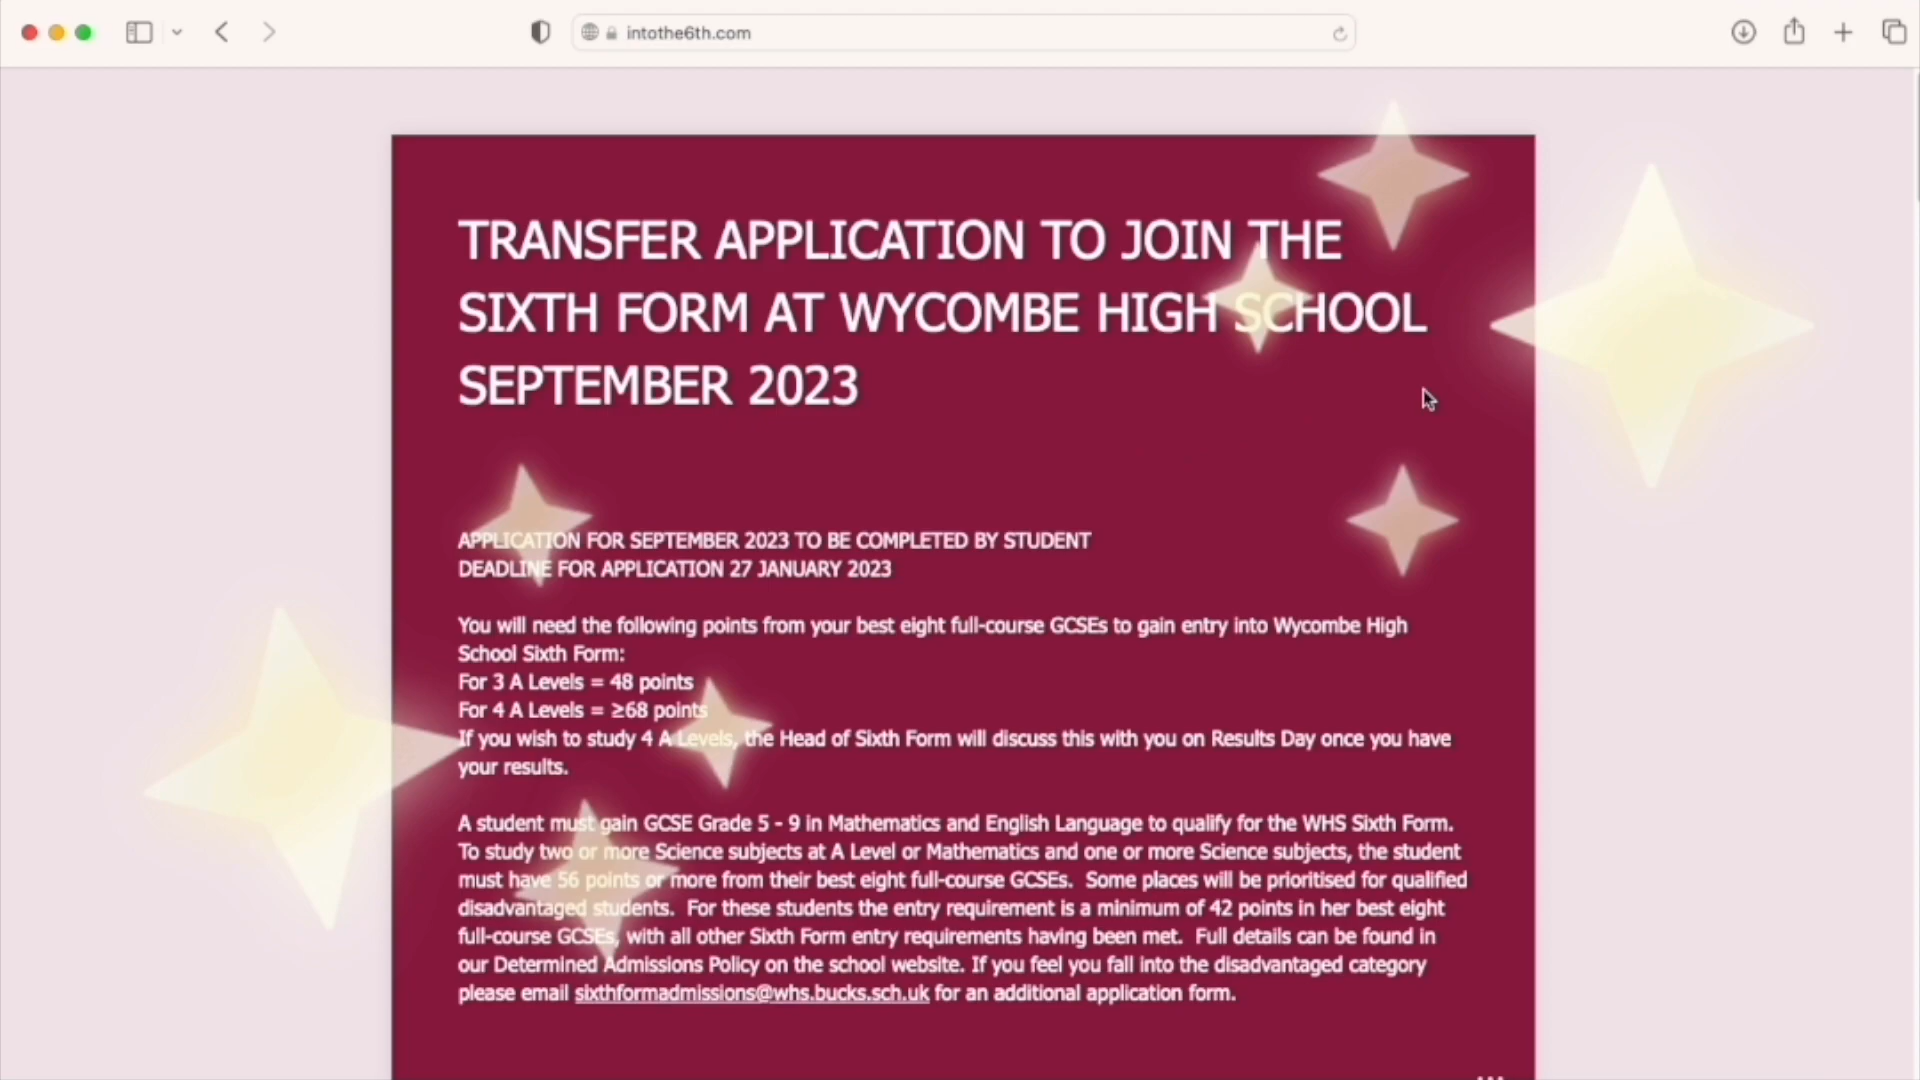 intothe6th.com
TRANSFER APPLICATION TO JOIN THE
SIXTH FORM AT WYCOMBE HIGH SCHOOL
SEPTEMBER 2023
APPLICATION FOR SEPTEMBER 2023 TO BE COMPLETED BY STUDENT
DEADLINE FOR APPLICATION 27 JANUARY 2023
You will need the following points from your best eight full-course GCSEs to gain entry into Wycombe High
School Sixth Form:
For 3 A Levels = 48 points
For 4 A Levels = ≥68 points
If you wish to study 4 A Levels, the Head of Sixth Form will discuss this with you on Results Day once you have
your results.
A student must gain GCSE Grade 5 - 9 in Mathematics and English Language to qualify for the WHS Sixth Form.
To study two or more Science subjects at A Level or Mathematics and one or more Science subjects, the student
must have 56 points or more from their best eight full-course GCSEs.  Some places will be prioritised for qualified
disadvantaged students.  For these students the entry requirement is a minimum of 42 points in her best eight
full-course GCSEs, with all other Sixth Form entry requirements having been met.  Full details can be found in
our Determined Admissions Policy on the school website. If you feel you fall into the disadvantaged category
please email sixthformadmissions@whs.bucks.sch.uk for an additional application form.